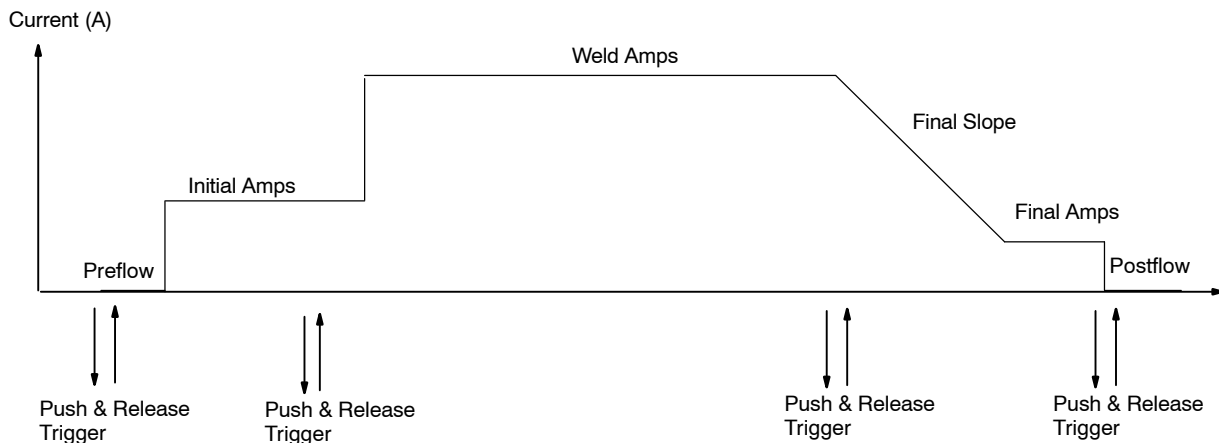 Current (A)
Weld Amps
Final Slope
Initial Amps
Final Amps
Preflow
Postflow
Push & Release
Trigger
Push & Release
Trigger
Push & Release
Trigger
Push & Release
Trigger